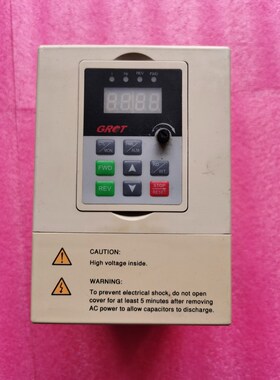 GRET
FWD
REV
STOP
CAUTION:
High voltage inside.
WARNING:
To prevent electrical shock, do not open
cover for at least 5 minutes after removing
AC power to allow capacitors to discharge.